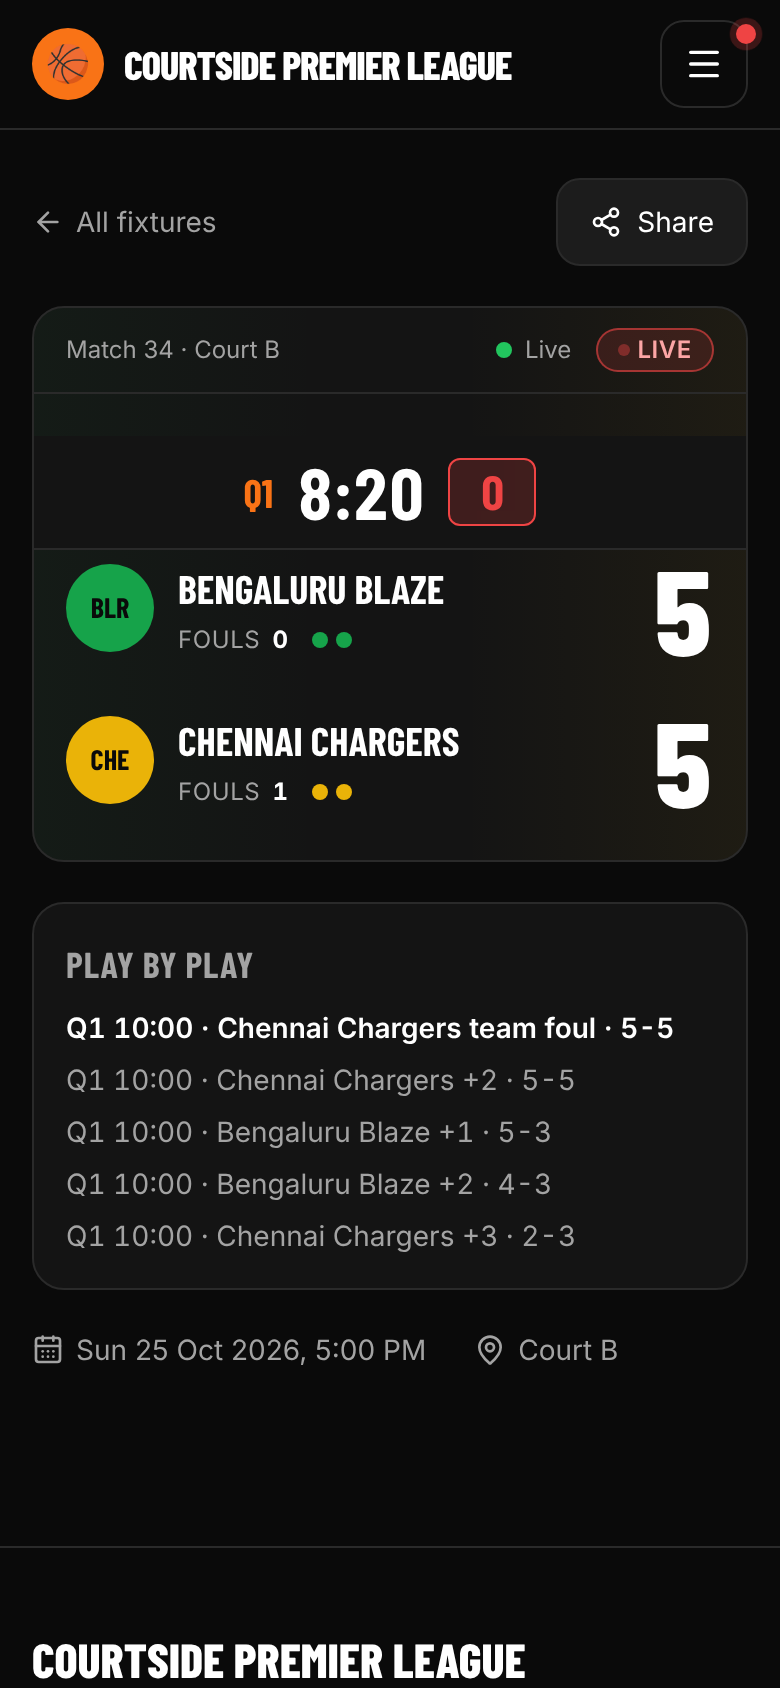 COURTSIDE PREMIER LEAGUE
All fixtures
Share
Match 34 · Court B
Live
LIVE
Q1 8:20 0
BLR
BENGALURU BLAZE
FOULS 0
5
CHE
CHENNAI CHARGERS
FOULS 1
5
PLAY BY PLAY
Q1 10:00 · Chennai Chargers team foul · 5-5
Q1 10:00 · Chennai Chargers +2 · 5-5
Q1 10:00 · Bengaluru Blaze +1 · 5-3
Q1 10:00 · Bengaluru Blaze +2 · 4-3
Q1 10:00 · Chennai Chargers +3 · 2-3
Sun 25 Oct 2026, 5:00 PM
Court B
COURTSIDE PREMIER LEAGUE